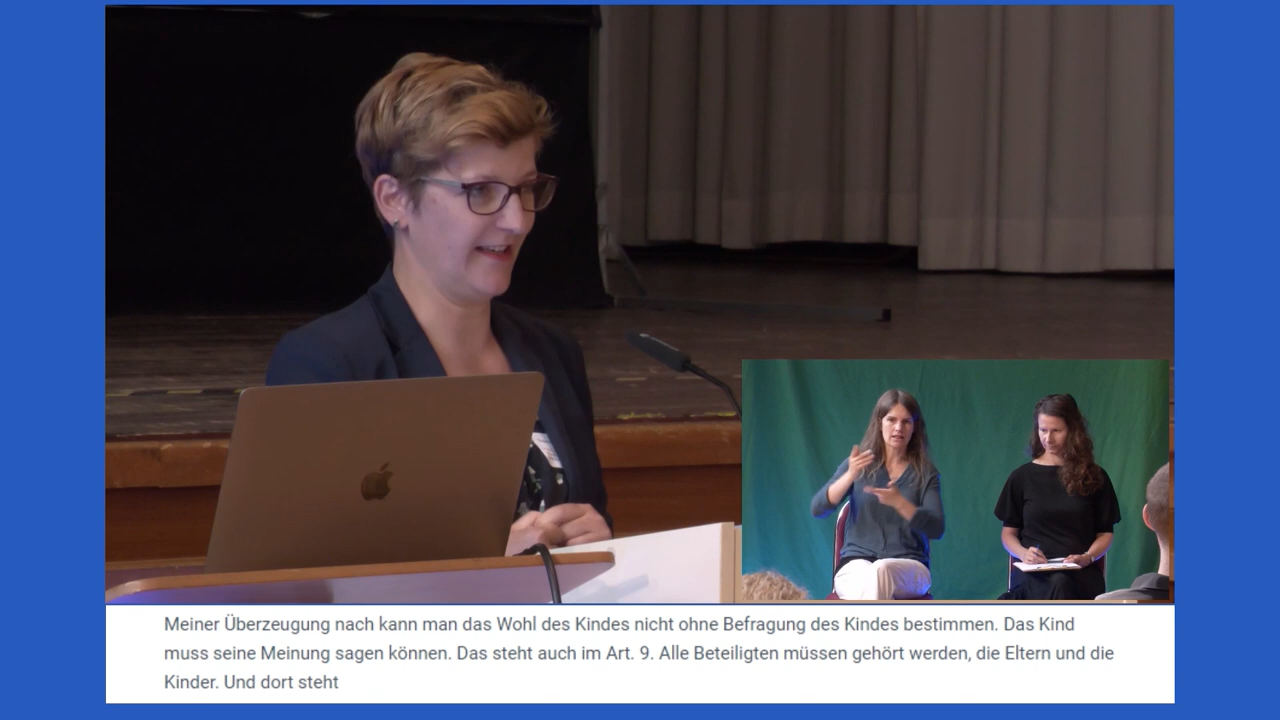 Meiner Überzeugung nach kann man das Wohl des Kindes nicht ohne Befragung des Kindes bestimmen. Das Kind
muss seine Meinung sagen können. Das steht auch im Art. 9. Alle Beteiligten müssen gehört werden, die Eltern und die
Kinder. Und dort steht